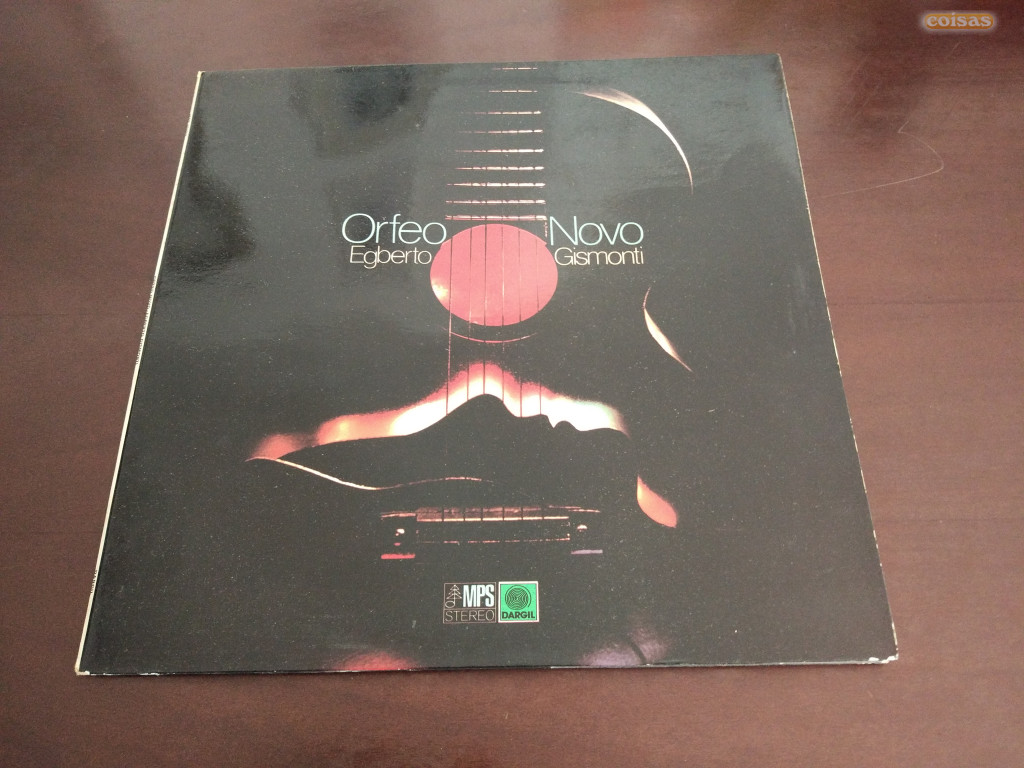 coisas
Orfeo Novo
Egberto Gismonti
MPS
STEREO
DARGIL